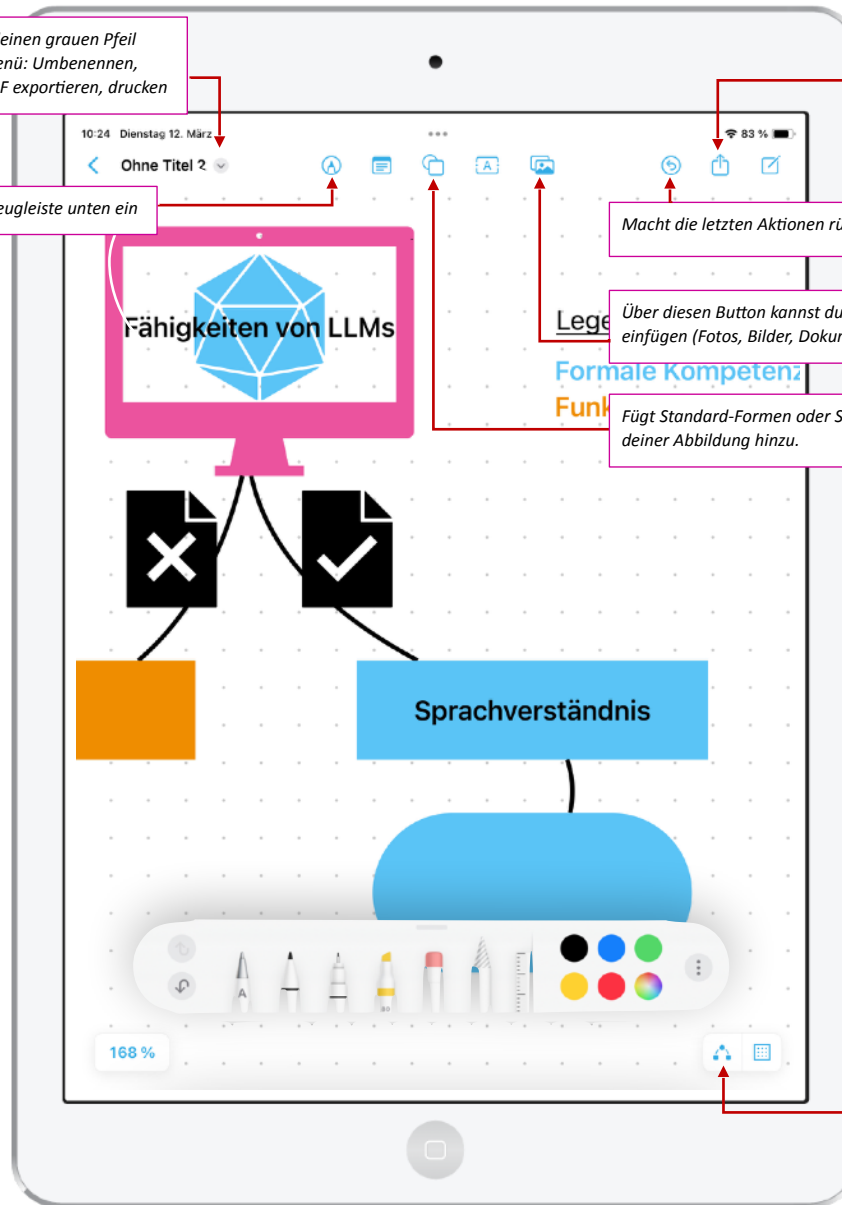 einen grauen Pfeil
enü: Umbenennen,
F exportieren, drucken
10:24 Dienstag 12. März
83 %
Ohne Titel 2
A
eugleiste unten ein
Macht die letzten Aktionen rü
Fähigkeiten von LLMs
Lege
Über diesen Button kannst du
einfügen (Fotos, Bilder, Dokur
Formale Kompetenz
Funk
Fügt Standard-Formen oder S
deiner Abbildung hinzu.
Sprachverständnis
A
80
168 %